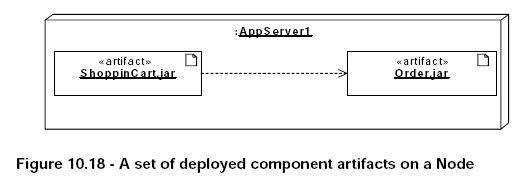 :AppServer1
«artifact»
ShoppinCart.jar
«artifact»
Order.jar
Figure 10.18 - A set of deployed component artifacts on a Node